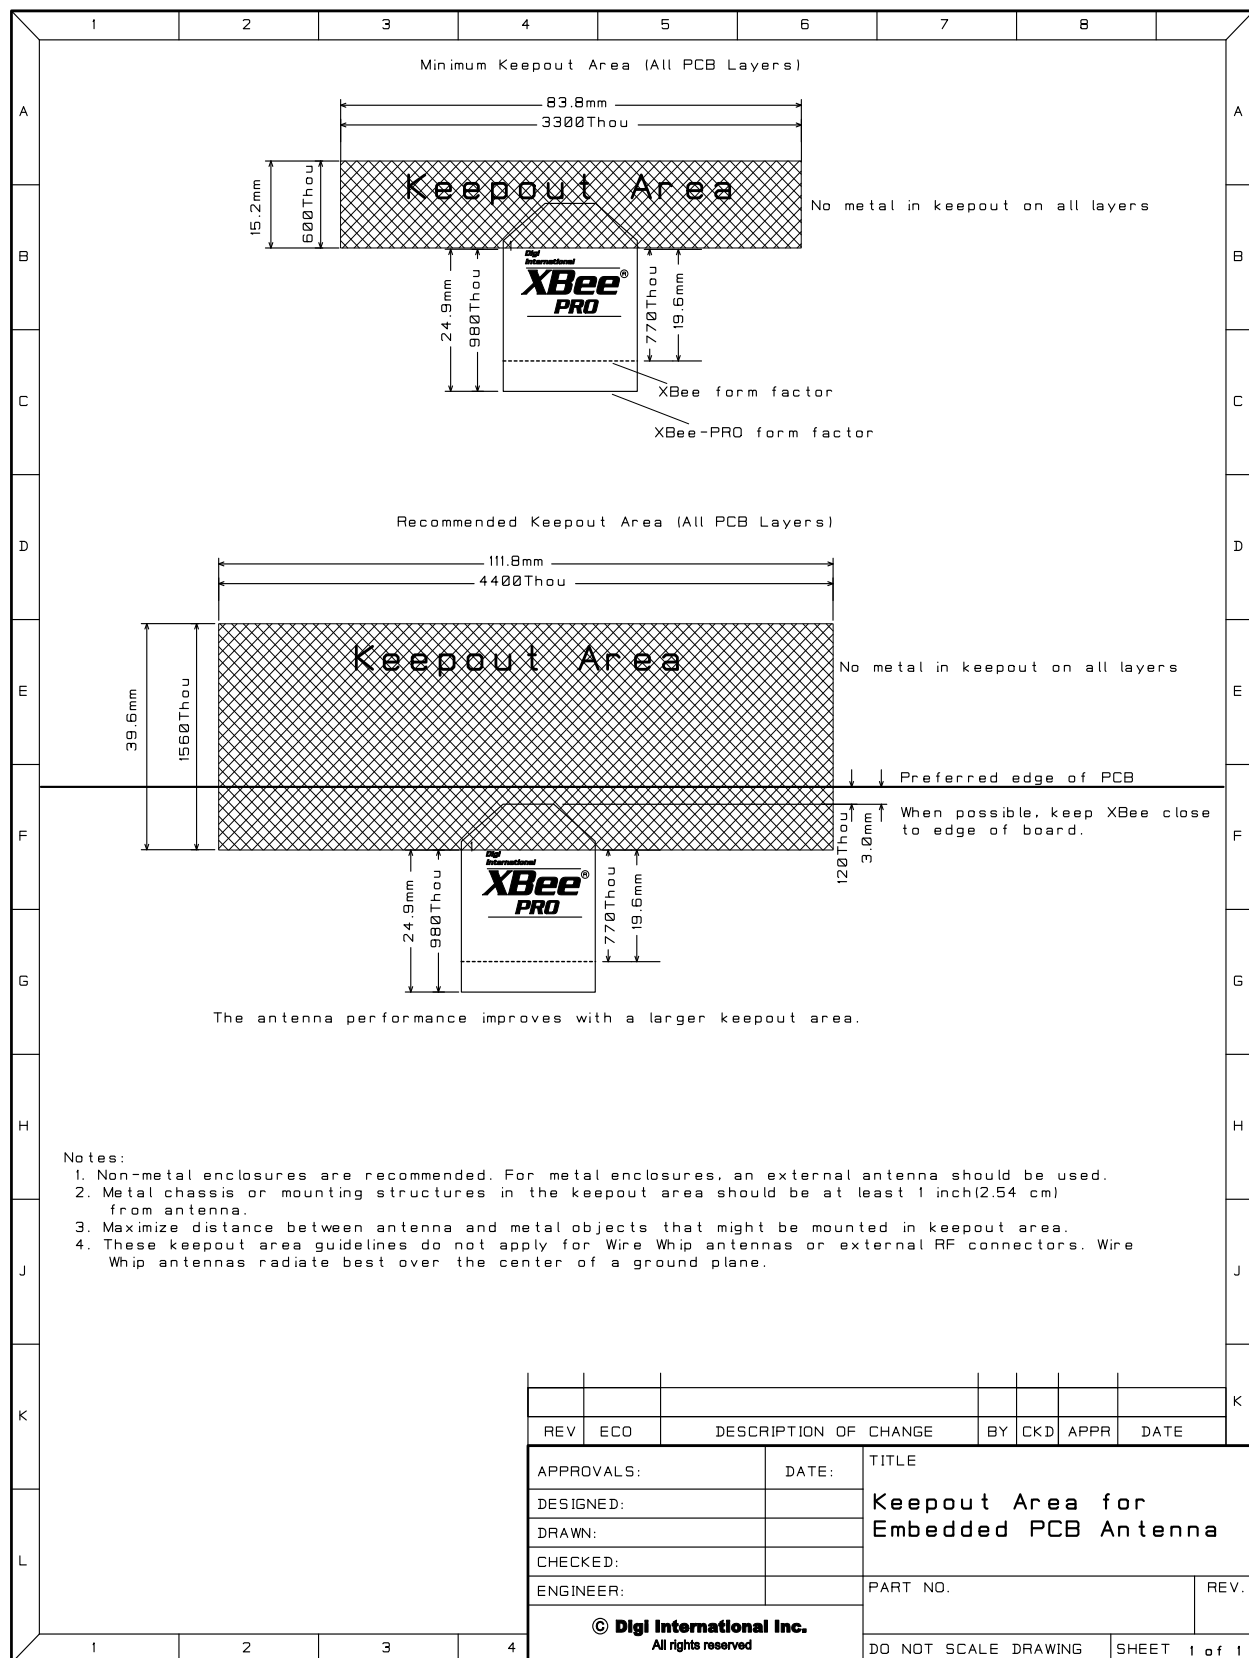 1 2 3 4 5 6 7 8
Minimum Keepout Area (All PCB Layers)
A A
83.8mm
3300Thou
15.2mm
600Thou
Keepout Area
No metal in keepout on all layers
B B
1
Digi
International
XBee®
PRO
24.9mm
980Thou
770Thou
19.6mm
XBee form factor
C C
XBee-PRO form factor
Recommended Keepout Area (All PCB Layers)
D D
111.8mm
4400Thou
Keepout Area
No metal in keepout on all layers
E E
39.6mm
1560Thou
Preferred edge of PCB
When possible, keep XBee close
to edge of board.
F F
120Thou
3.0mm
1
Digi
International
XBee®
PRO
24.9mm
980Thou
770Thou
19.6mm
G G
The antenna performance improves with a larger keepout area.
H H
Notes:
1. Non-metal enclosures are recommended. For metal enclosures, an external antenna should be used.
2. Metal chassis or mounting structures in the keepout area should be at least 1 inch(2.54 cm)
from antenna.
3. Maximize distance between antenna and metal objects that might be mounted in keepout area.
4. These keepout area guidelines do not apply for Wire Whip antennas or external RF connectors. Wire
Whip antennas radiate best over the center of a ground plane.
J J
K K
REV ECO DESCRIPTION OF CHANGE BY CKD APPR DATE
APPROVALS: DATE: TITLE
DESIGNED:
Keepout Area for
Embedded PCB Antenna
DRAWN:
CHECKED:
L
ENGINEER:
PART NO. REV.
© Digi International Inc.
All rights reserved
DO NOT SCALE DRAWING SHEET 1 of 1
1 2 3 4